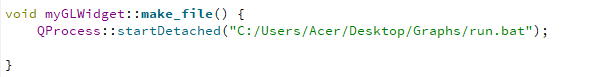 void myGLWidget::make_file() {
    QProcess::startDetached("C:/Users/Acer/Desktop/Graphs/run.bat");
}